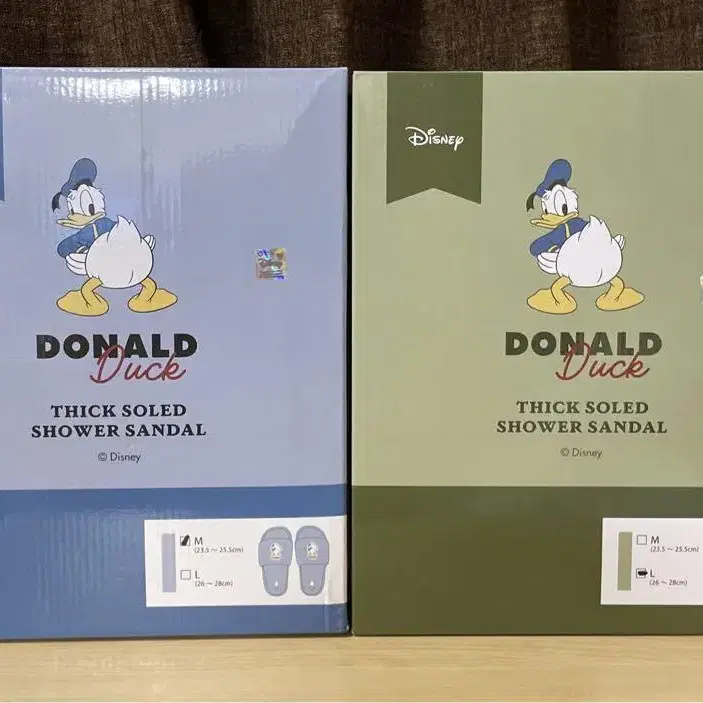 DONALD
Duck
THICK SOLED
SHOWER SANDAL
© Disney
M
(23.5 ~ 25.5cm)
L
(26 ~ 28cm)
Disney
DONALD
Duck
THICK SOLED
SHOWER SANDAL
© Disney
M
(23.5 ~ 25.5cm)
L
(26 ~ 28cm)